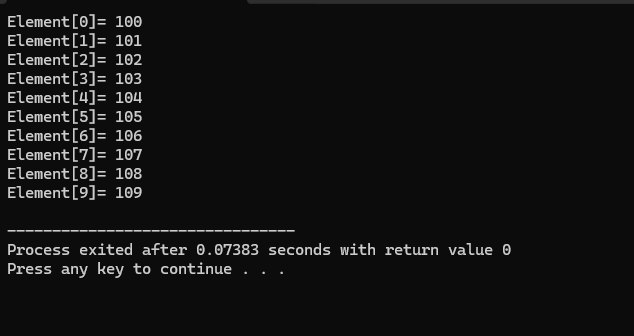 Element[0]= 100
Element[1]= 101
Element[2]= 102
Element[3]= 103
Element[4]= 104
Element[5]= 105
Element[6]= 106
Element[7]= 107
Element[8]= 108
Element[9]= 109
--------------------------------
Process exited after 0.07383 seconds with return value 0
Press any key to continue . . .